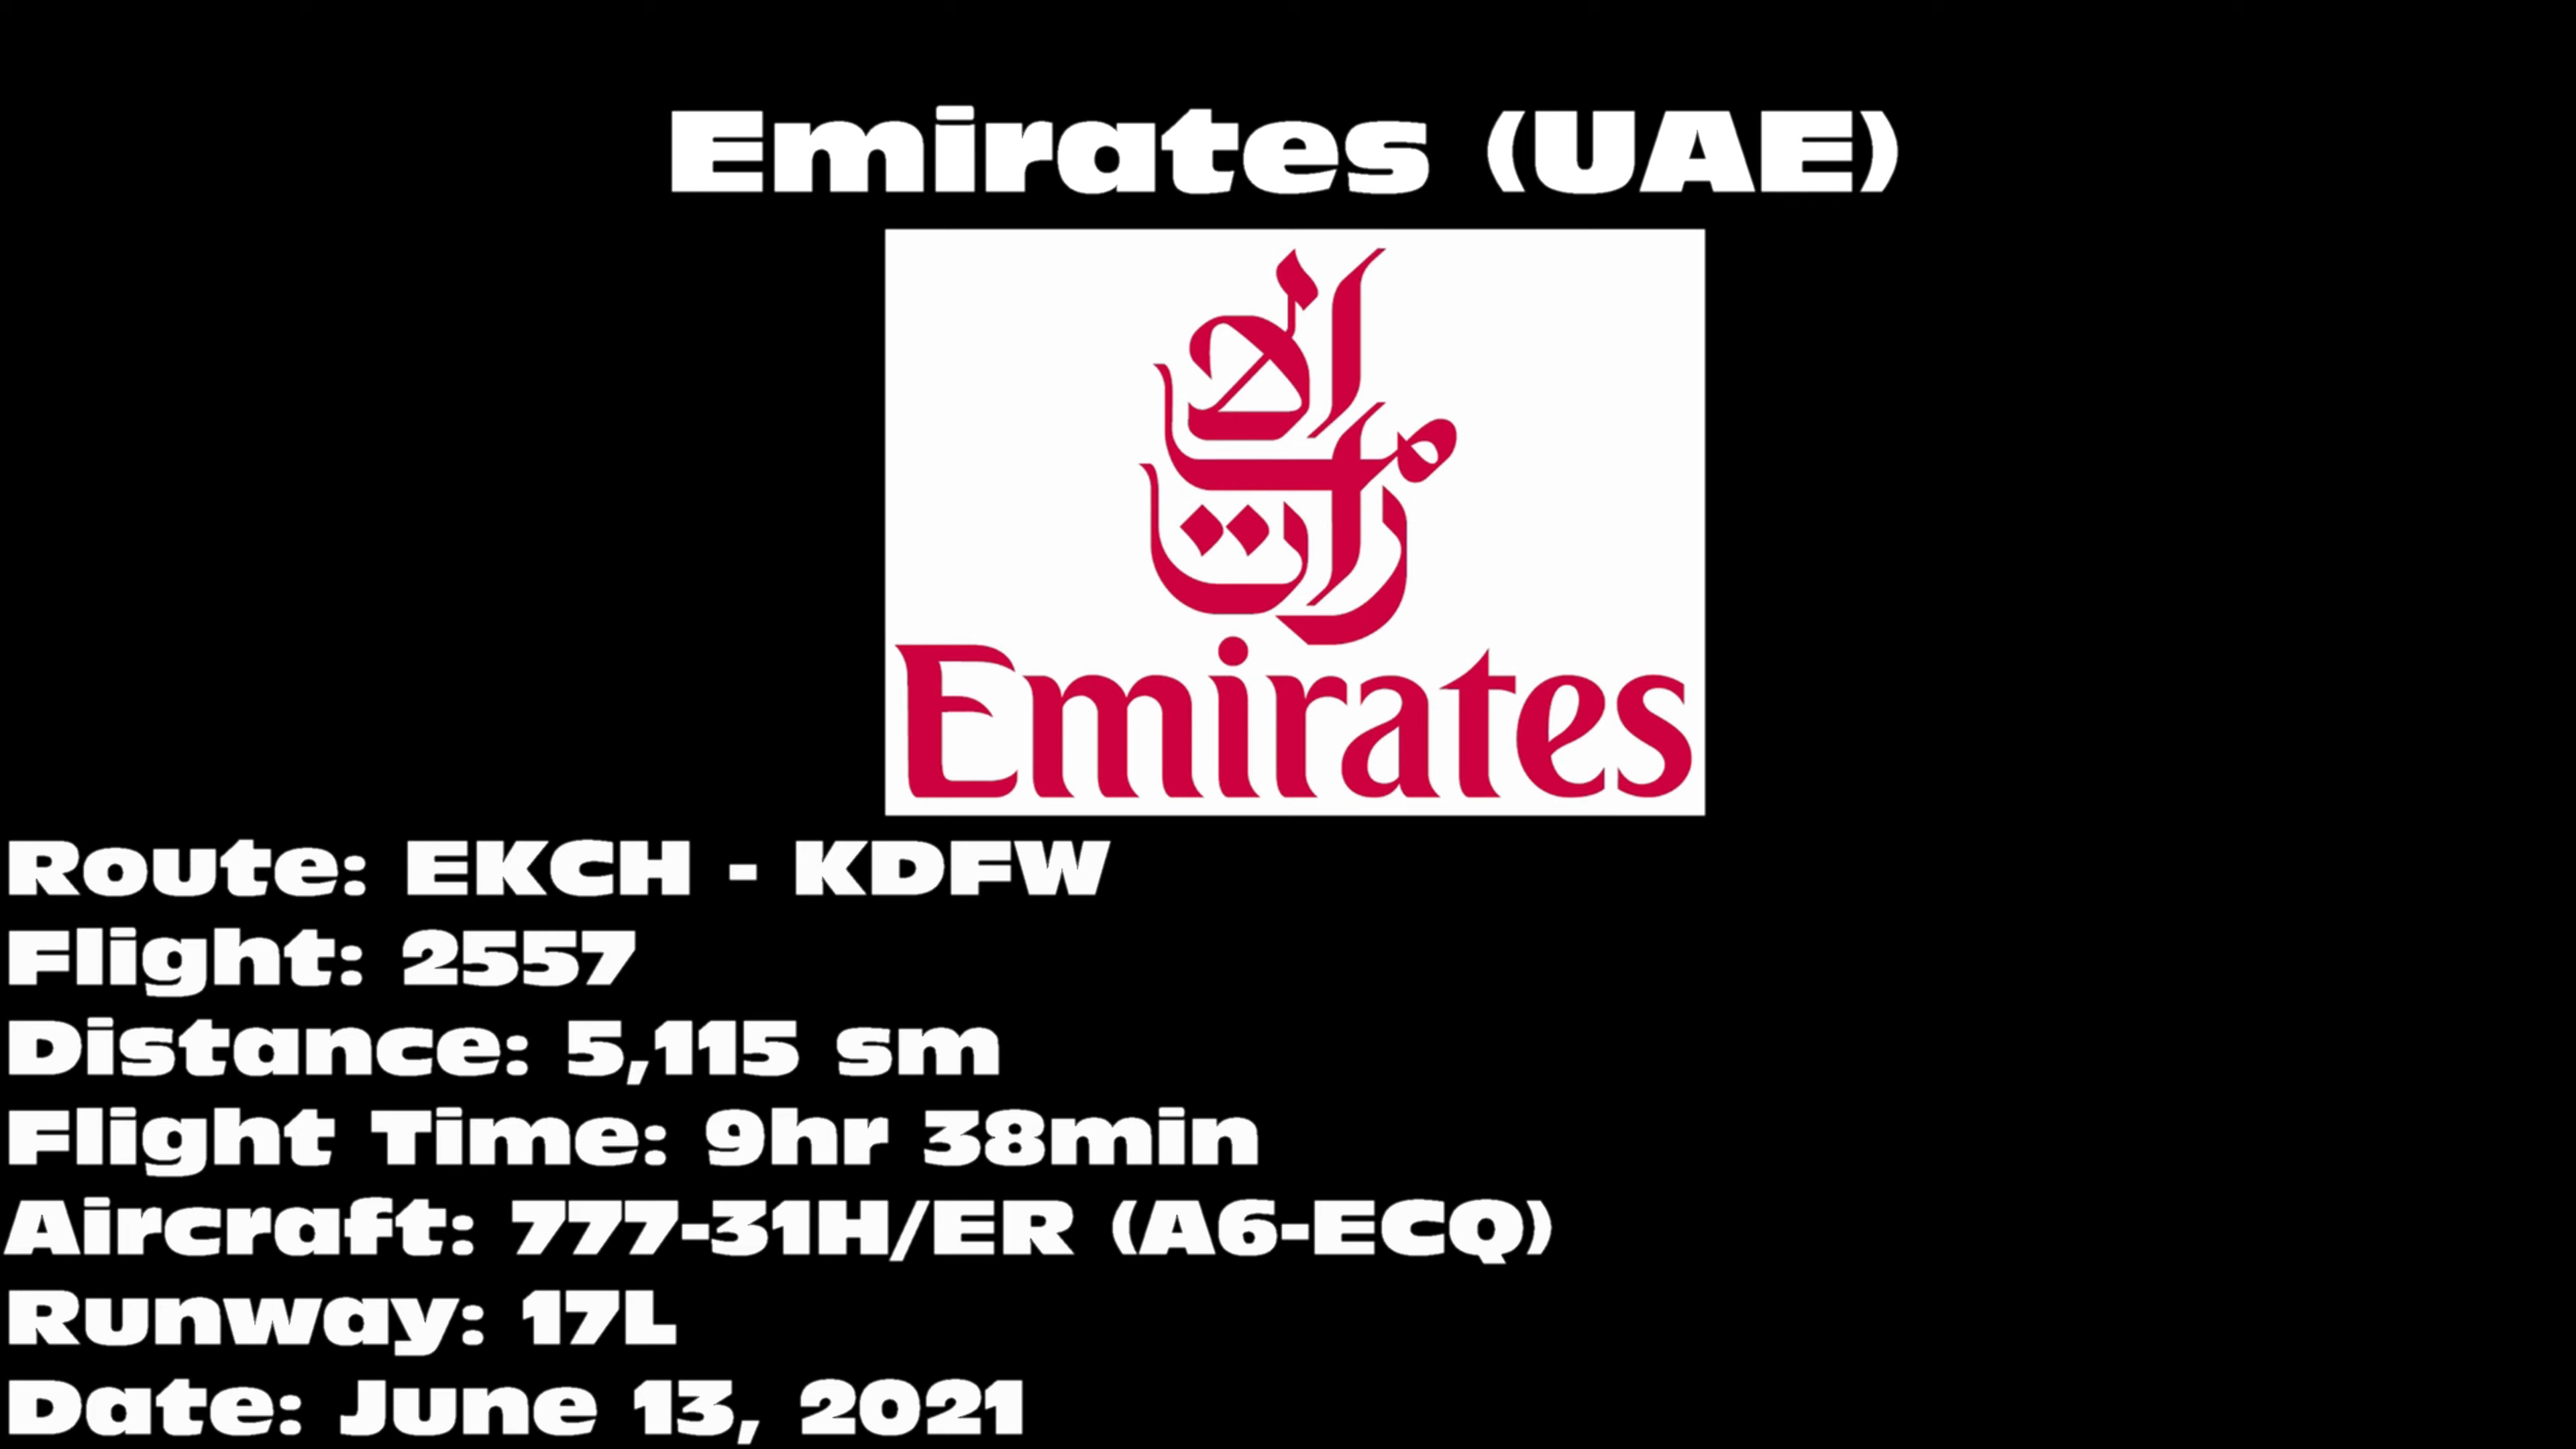 Emirates (UAE)
الإمارات
Emirates
Route: EKCH - KDFW
Flight: 2557
Distance: 5,115 sm
Flight Time: 9hr 38min
Aircraft: 777-31H/ER (A6-ECQ)
Runway: 17L
Date: June 13, 2021